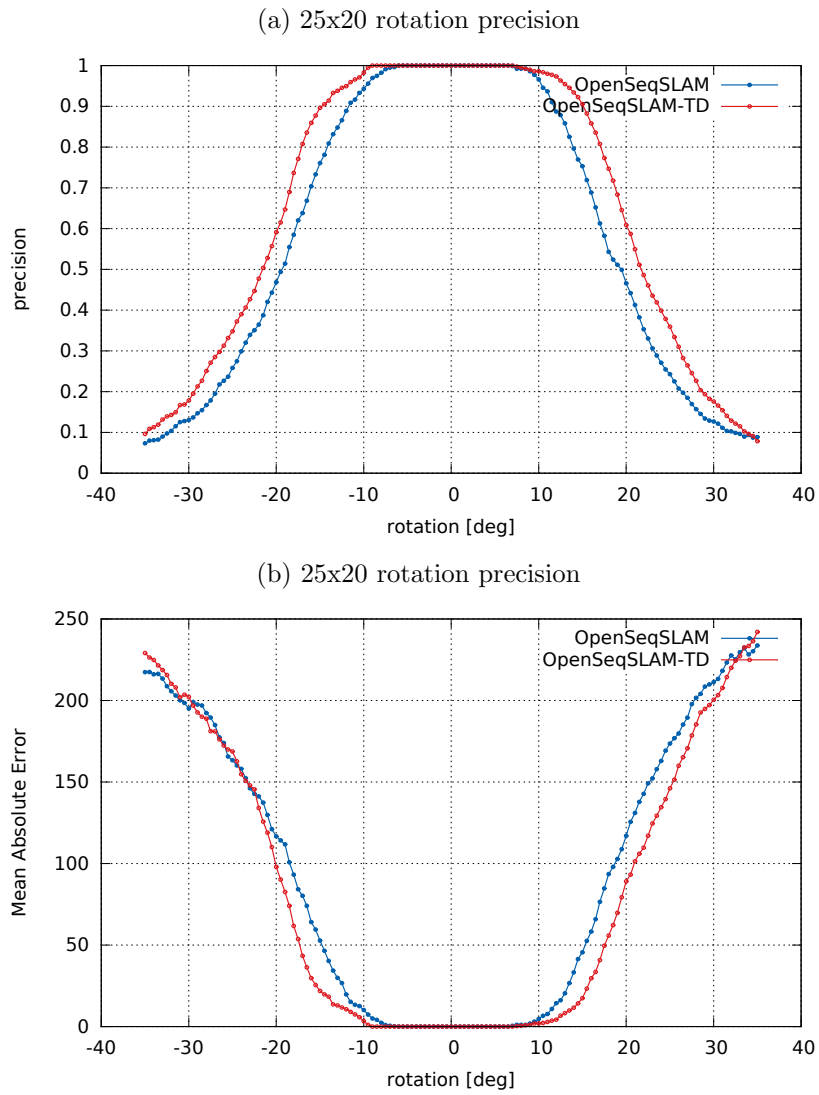 (a) 25x20 rotation precision
1
0.9
0.8
0.7
0.6
0.5
0.4
0.3
0.2
0.1
0
precision
OpenSeqSLAM
OpenSeqSLAM-TD
-40 -30 -20 -10 0 10 20 30 40
rotation [deg]
(b) 25x20 rotation precision
250
200
150
100
50
0
Mean Absolute Error
OpenSeqSLAM
OpenSeqSLAM-TD
-40 -30 -20 -10 0 10 20 30 40
rotation [deg]